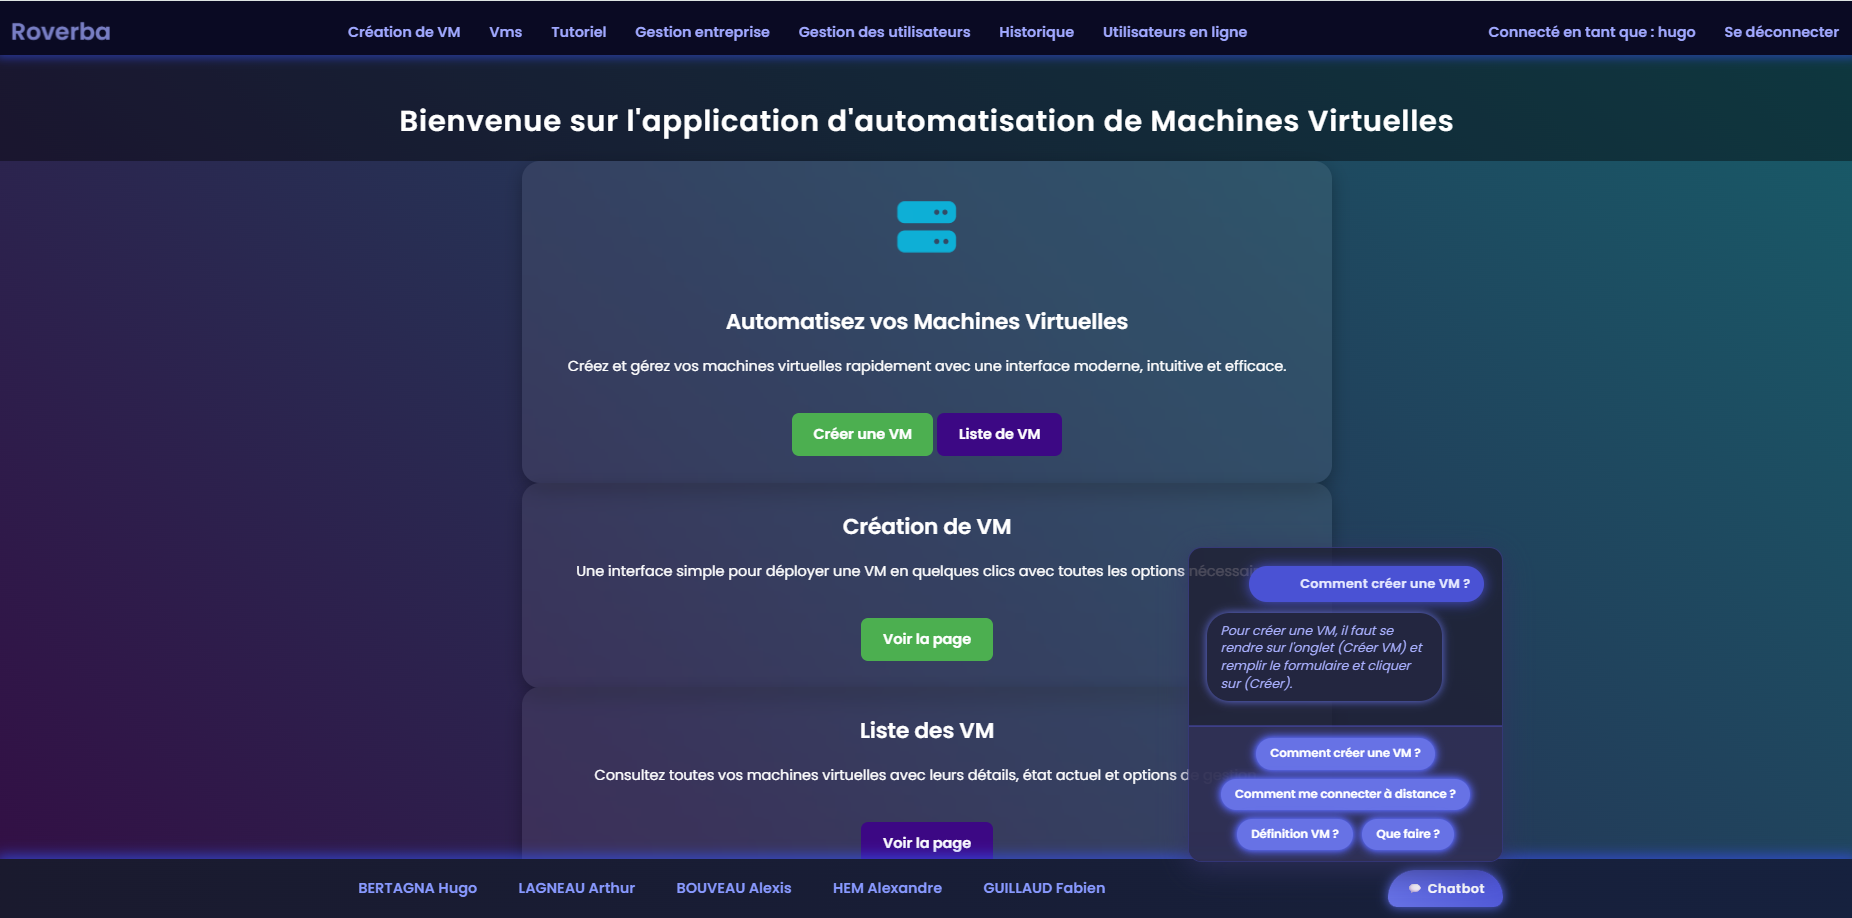 Roverba
Création de VM
Vms
Tutoriel
Gestion entreprise
Gestion des utilisateurs
Historique
Utilisateurs en ligne
Connecté en tant que : hugo
Se déconnecter
Bienvenue sur l'application d'automatisation de Machines Virtuelles
Automatisez vos Machines Virtuelles
Créez et gérez vos machines virtuelles rapidement avec une interface moderne, intuitive et efficace.
Créer une VM
Liste de VM
Création de VM
Une interface simple pour déployer une VM en quelques clics avec toutes les options
Voir la page
Liste des VM
Consultez toutes vos machines virtuelles avec leurs détails, état actuel et options
Voir la page
Comment créer une VM ?
Pour créer une VM, il faut se
rendre sur l'onglet (Créer VM) et
remplir le formulaire et cliquer
sur (Créer).
Comment créer une VM ?
Comment me connecter à distance ?
Définition VM ?
Que faire ?
BERTAGNA Hugo
LAGNEAU Arthur
BOUVEAU Alexis
HEM Alexandre
GUILLAUD Fabien
Chatbot